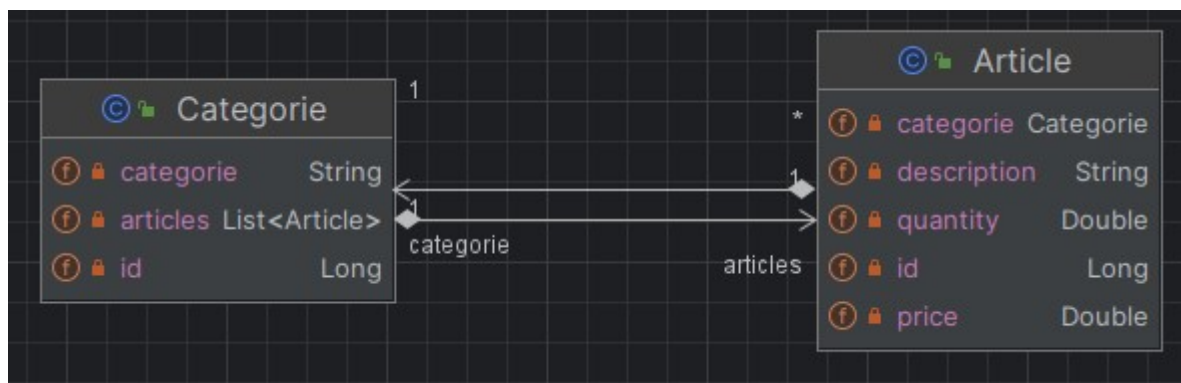 Categorie
categorie String
articles List<Article>
id Long
1
1
categorie
*
1
articles
Article
categorie Categorie
description String
quantity Double
id Long
price Double